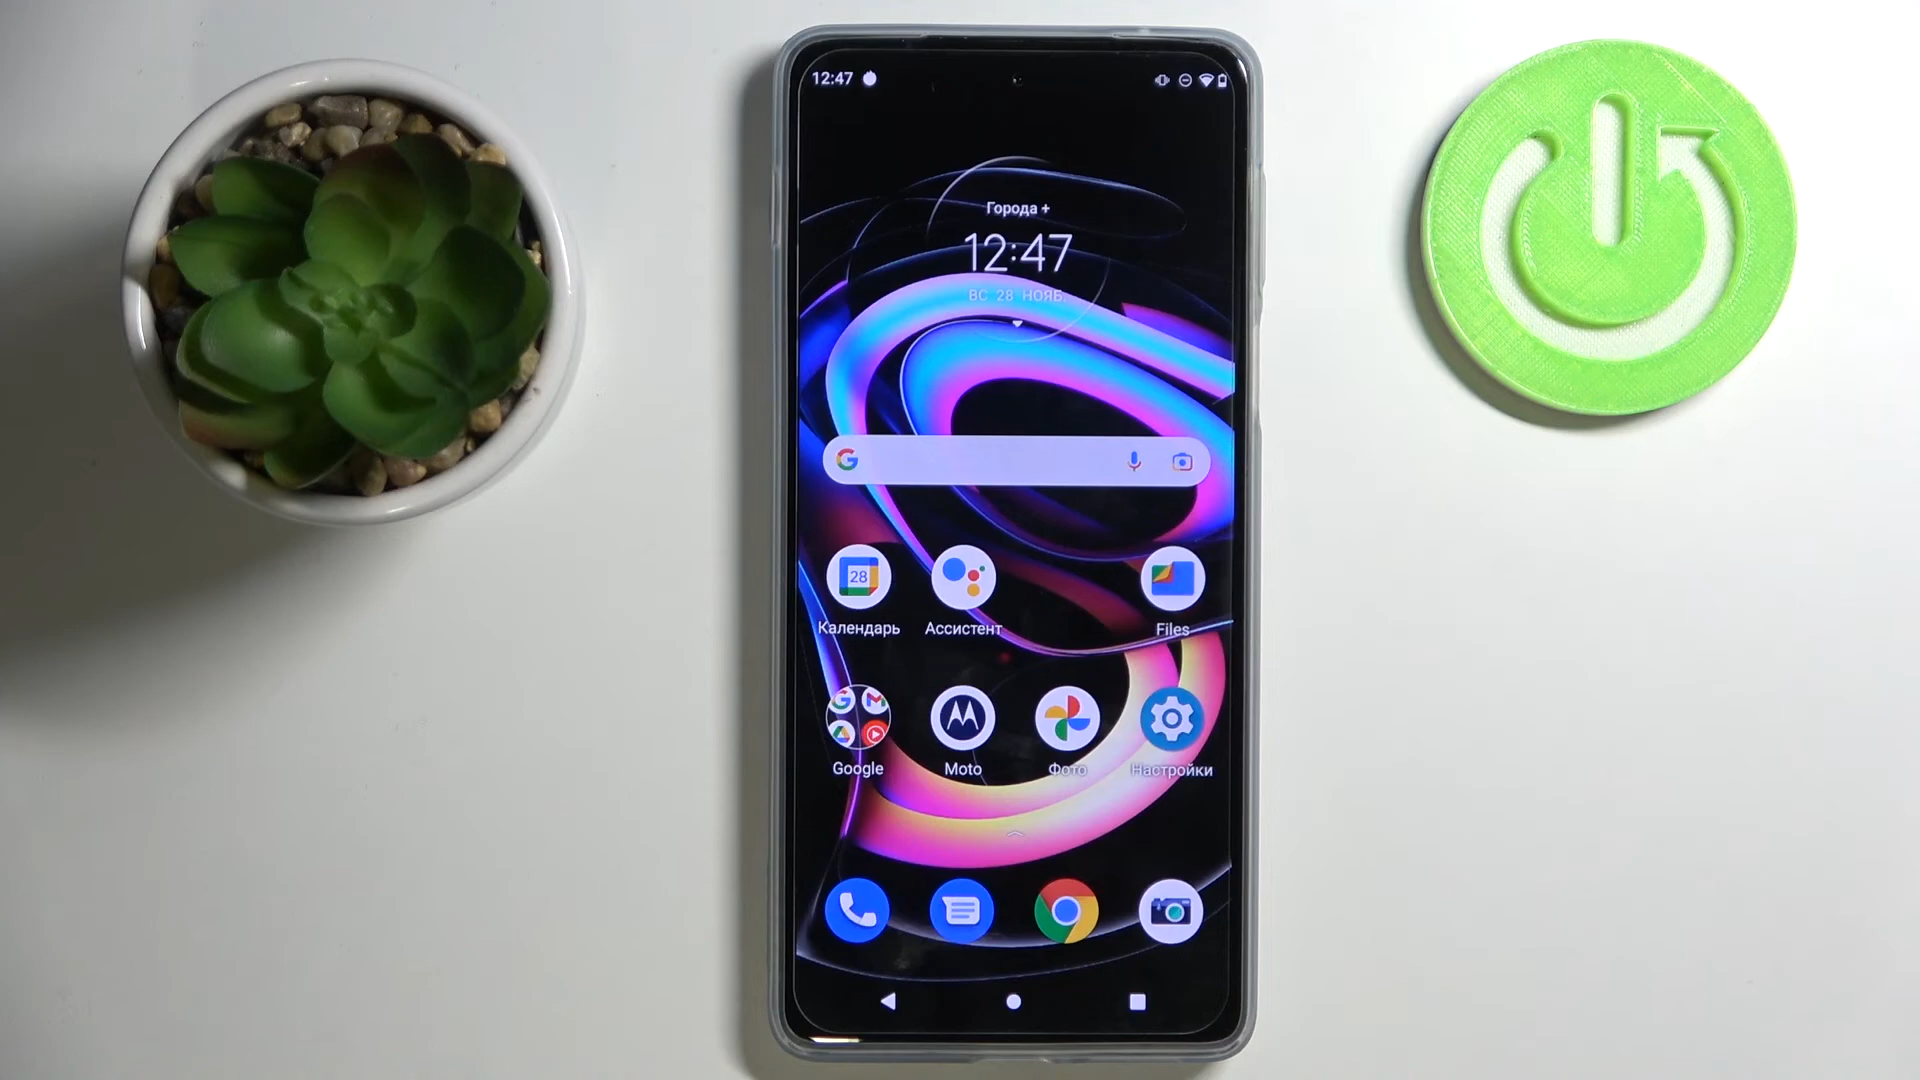 12:47
Города +
12:47
ВС 28 НОЯБ.
28
Календарь
Ассистент
Files
Google
Moto
Фото
Настройки